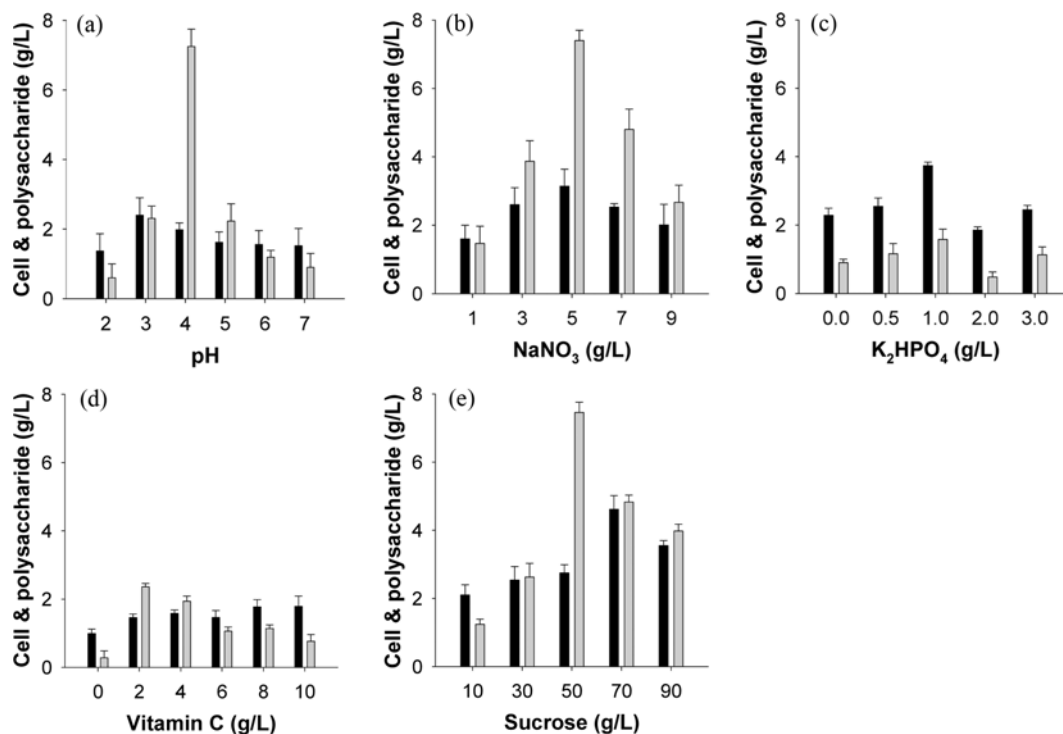 (a)
Cell & polysaccharide (g/L)
8
6
4
2
0
2 3 4 5 6 7
pH
(b)
Cell & polysaccharide (g/L)
8
6
4
2
0
1 3 5 7 9
NaNO₃ (g/L)
(c)
Cell & polysaccharide (g/L)
8
6
4
2
0
0.0 0.5 1.0 2.0 3.0
K₂HPO₄ (g/L)
(d)
Cell & polysaccharide (g/L)
8
6
4
2
0
0 2 4 6 8 10
Vitamin C (g/L)
(e)
Cell & polysaccharide (g/L)
8
6
4
2
0
10 30 50 70 90
Sucrose (g/L)